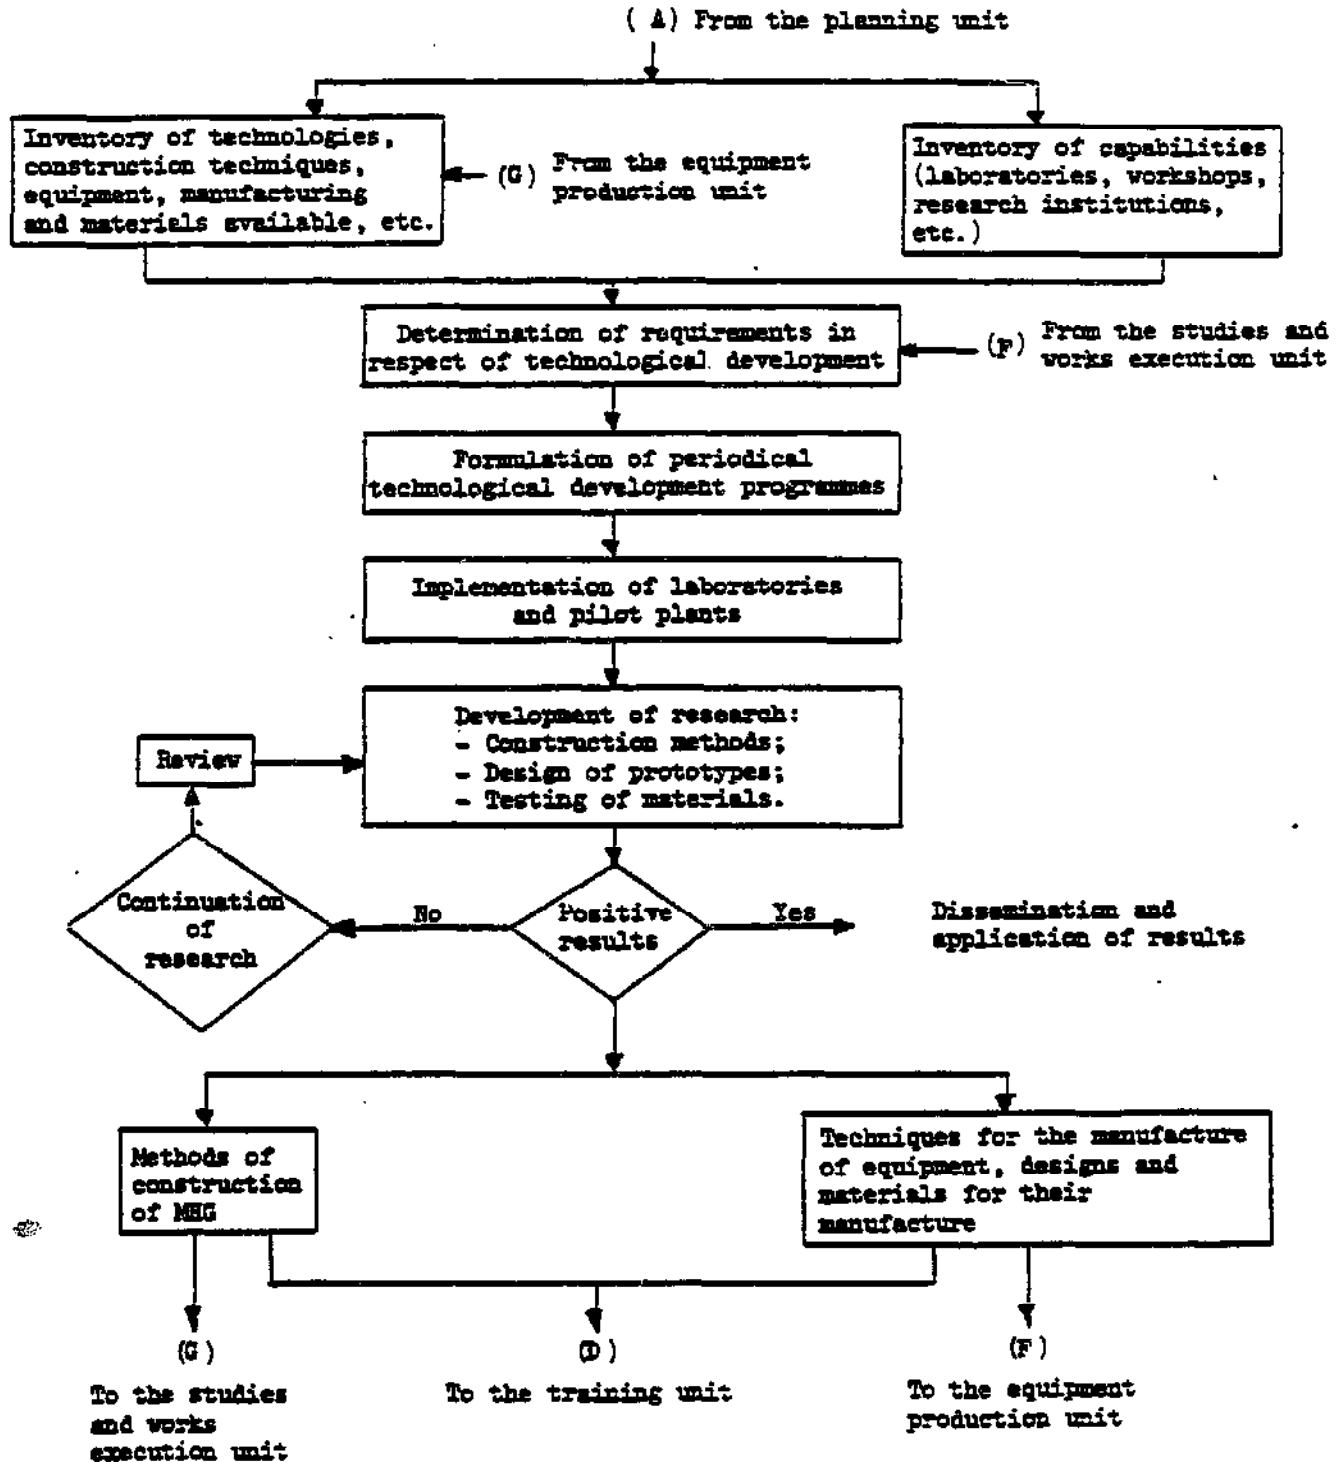 (A) From the planning unit
Inventory of technologies,
construction techniques,
equipment, manufacturing
and materials available, etc.
(G) From the equipment
production unit
Inventory of capabilities
(laboratories, workshops,
research institutions,
etc.)
Determination of requirements in
respect of technological development
(F) From the studies and
works execution unit
Formulation of periodical
technological development programmes
Implementation of laboratories
and pilot plants
Development of research:
- Construction methods;
- Design of prototypes;
- Testing of materials.
Review
Continuation
of
research
No
Positive
results
Yes
Dissemination and
application of results
Methods of
construction
of MHG
Techniques for the manufacture
of equipment, designs and
materials for their
manufacture
(G)
To the studies
and works
execution unit
(D)
To the training unit
(F)
To the equipment
production unit